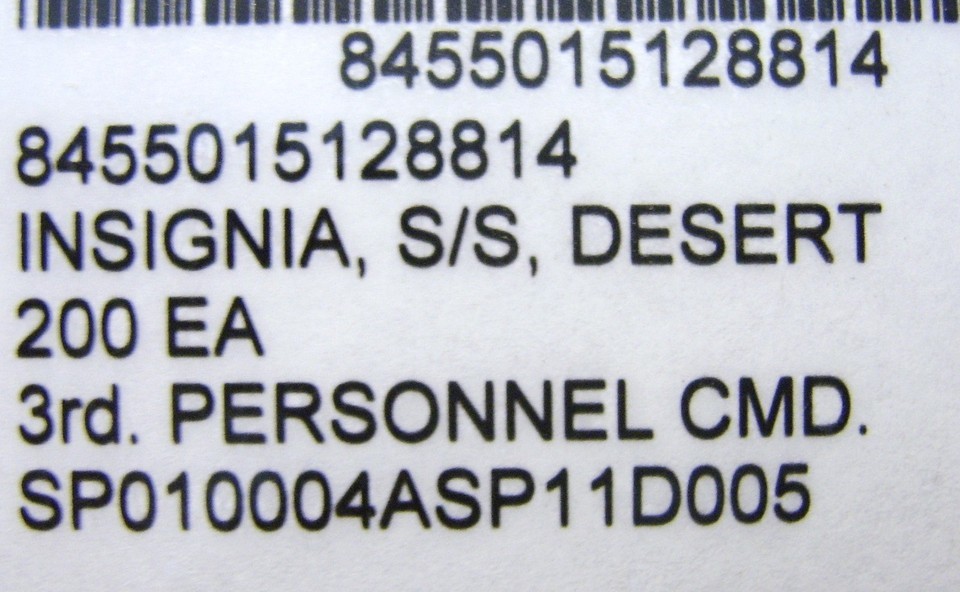 8455015128814
8455015128814
INSIGNIA, S/S, DESERT
200 EA
3rd. PERSONNEL CMD.
SP010004ASP11D005